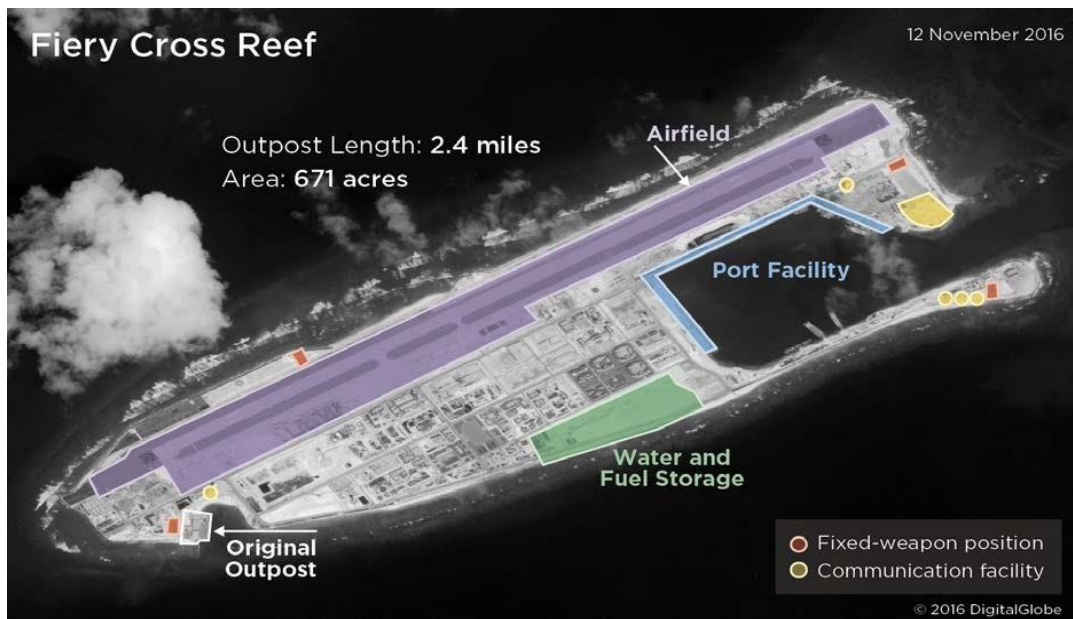 Fiery Cross Reef
12 November 2016
Outpost Length: 2.4 miles
Area: 671 acres
Airfield
Port Facility
Water and
Fuel Storage
Original
Outpost
Fixed-weapon position
Communication facility
© 2016 DigitalGlobe